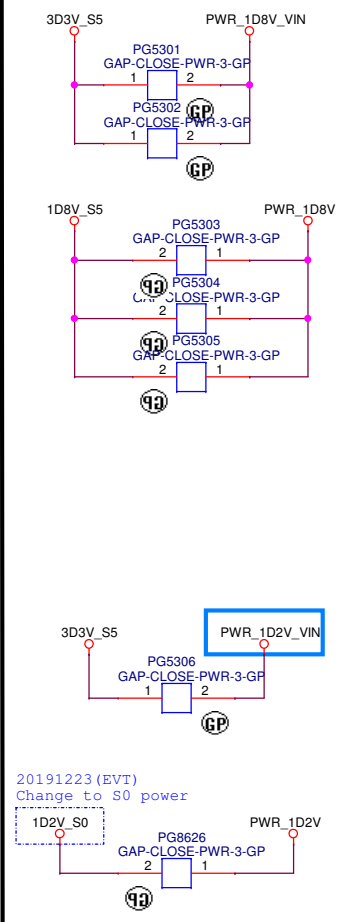 3D3V_S5 PWR_1D8V_VIN
PG5301
GAP-CLOSE-PWR-3-GP
1 2
PG5302 GP
GAP-CLOSE-PWR-3-GP
1 2
GP
1D8V_S5 PWR_1D8V
PG5303
GAP-CLOSE-PWR-3-GP
2 1
GP PG5304
GAP-CLOSE-PWR-3-GP
2 1
GP PG5305
GAP-CLOSE-PWR-3-GP
2 1
GP
3D3V_S5 PWR_1D2V_VIN
PG5306
GAP-CLOSE-PWR-3-GP
1 2
GP
20191223(EVT)
Change to S0 power
1D2V_S0 PWR_1D2V
PG8626
GAP-CLOSE-PWR-3-GP
2 1
GP